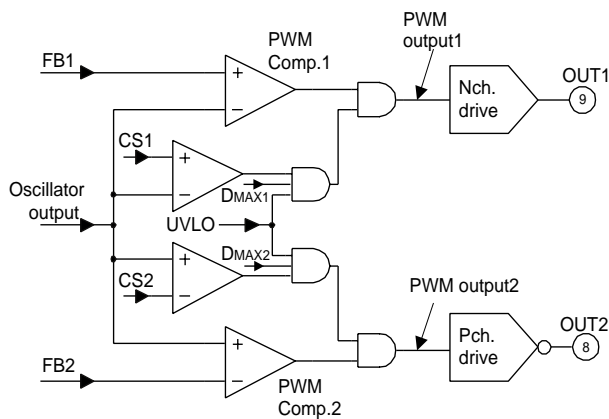 PWM
output1
PWM
Comp.1
FB1
+
−
Nch.
drive
OUT1
9
CS1
+
−
DMAX1
Oscillator
output
UVLO
DMAX2
+
−
CS2
PWM output2
+
−
Pch.
drive
OUT2
8
FB2
PWM
Comp.2